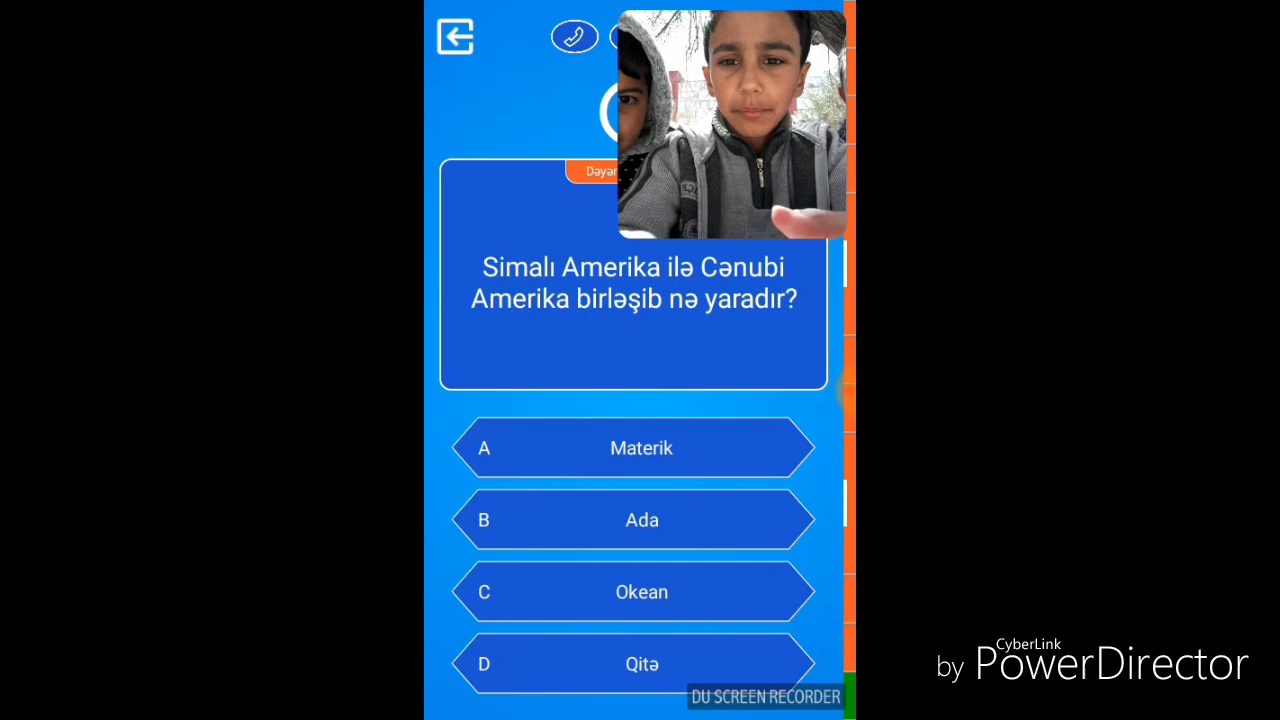 Dəyər
Simalı Amerika ilə Cənubi
Amerika birləşib nə yaradır?
A Materik
B Ada
C Okean
D Qitə
DU SCREEN RECORDER
CyberLink
by PowerDirector